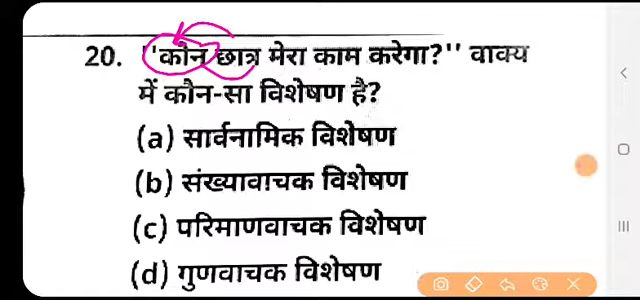 20. ''कौन छात्र मेरा काम करेगा?'' वाक्य
में कौन-सा विशेषण है?
(a) सार्वनामिक विशेषण
(b) संख्यावाचक विशेषण
(c) परिमाणवाचक विशेषण
(d) गुणवाचक विशेषण